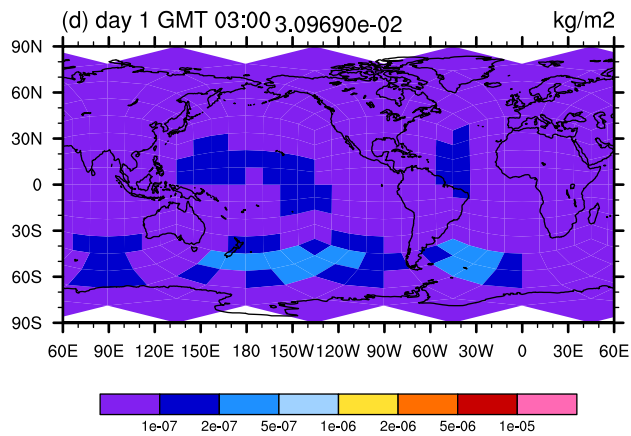 (d) day 1 GMT 03:00 3.09690e-02 kg/m2
90N
60N
30N
0
30S
60S
90S
60E 90E 120E 150E 180 150W 120W 90W 60W 30W 0 30E 60E
1e-07 2e-07 5e-07 1e-06 2e-06 5e-06 1e-05